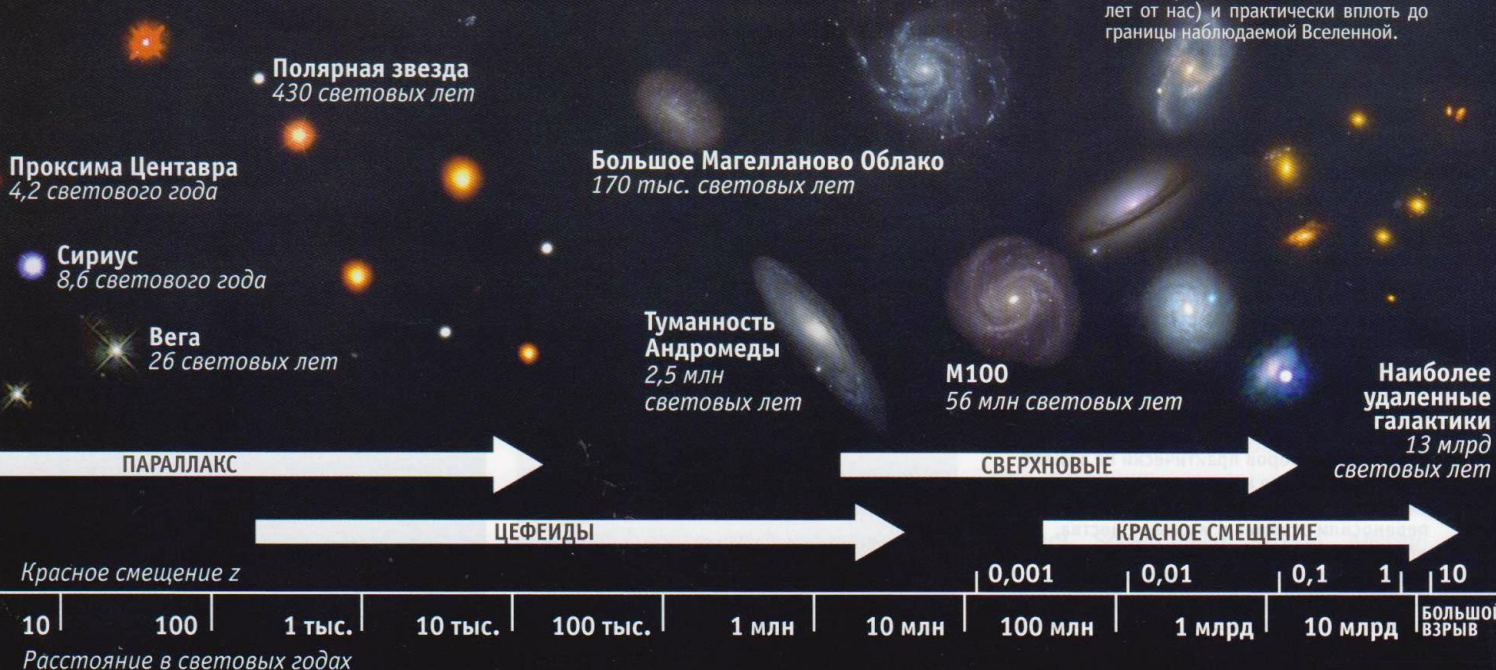 лет от нас) и практически вплоть до
границы наблюдаемой Вселенной.
Полярная звезда
430 световых лет
Проксима Центавра
4,2 светового года
Большое Магелланово Облако
170 тыс. световых лет
Сириус
8,6 светового года
Вега
26 световых лет
Туманность
Андромеды
2,5 млн
световых лет
M100
56 млн световых лет
Наиболее
удаленные
галактики
13 млрд
световых лет
ПАРАЛЛАКС
СВЕРХНОВЫЕ
ЦЕФЕИДЫ
КРАСНОЕ СМЕЩЕНИЕ
Красное смещение z
0,001 0,01 0,1 1 10
10 100 1 тыс. 10 тыс. 100 тыс. 1 млн 10 млн 100 млн 1 млрд 10 млрд БОЛЬШОЙ
ВЗРЫВ
Расстояние в световых годах